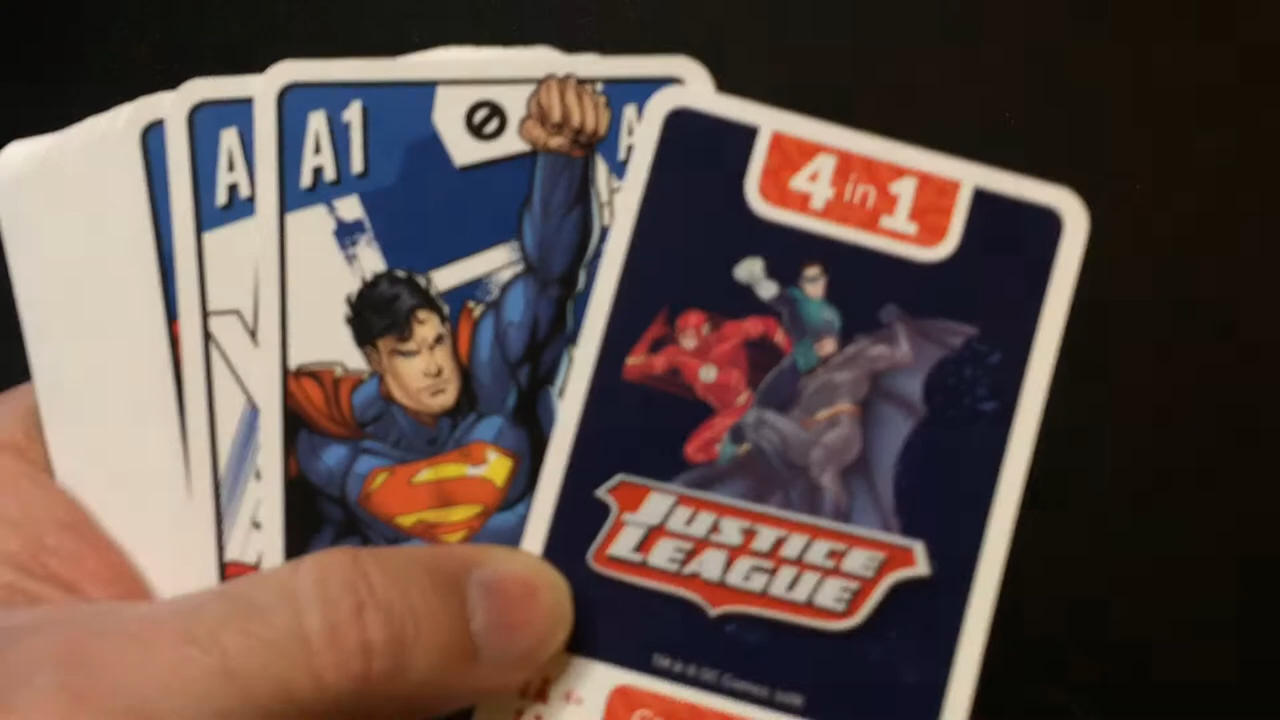 A
A1
A
4 in 1
JUSTICE
LEAGUE